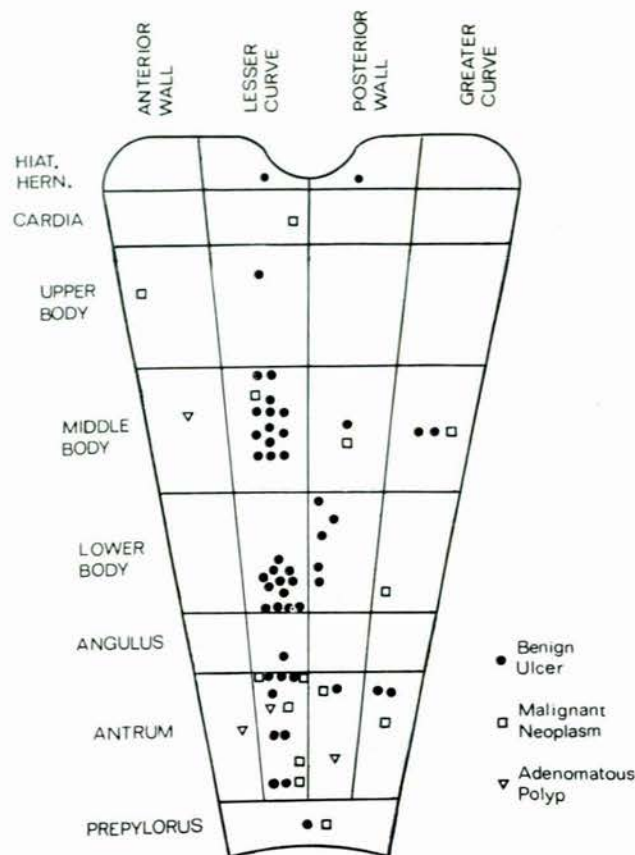 ANTERIOR
WALL
LESSER
CURVE
POSTERIOR
WALL
GREATER
CURVE
HIAT.
HERN.
CARDIA
UPPER
BODY
MIDDLE
BODY
LOWER
BODY
ANGULUS
ANTRUM
PREPYLORUS
Benign
Ulcer
Malignant
Neoplasm
Adenomatous
Polyp